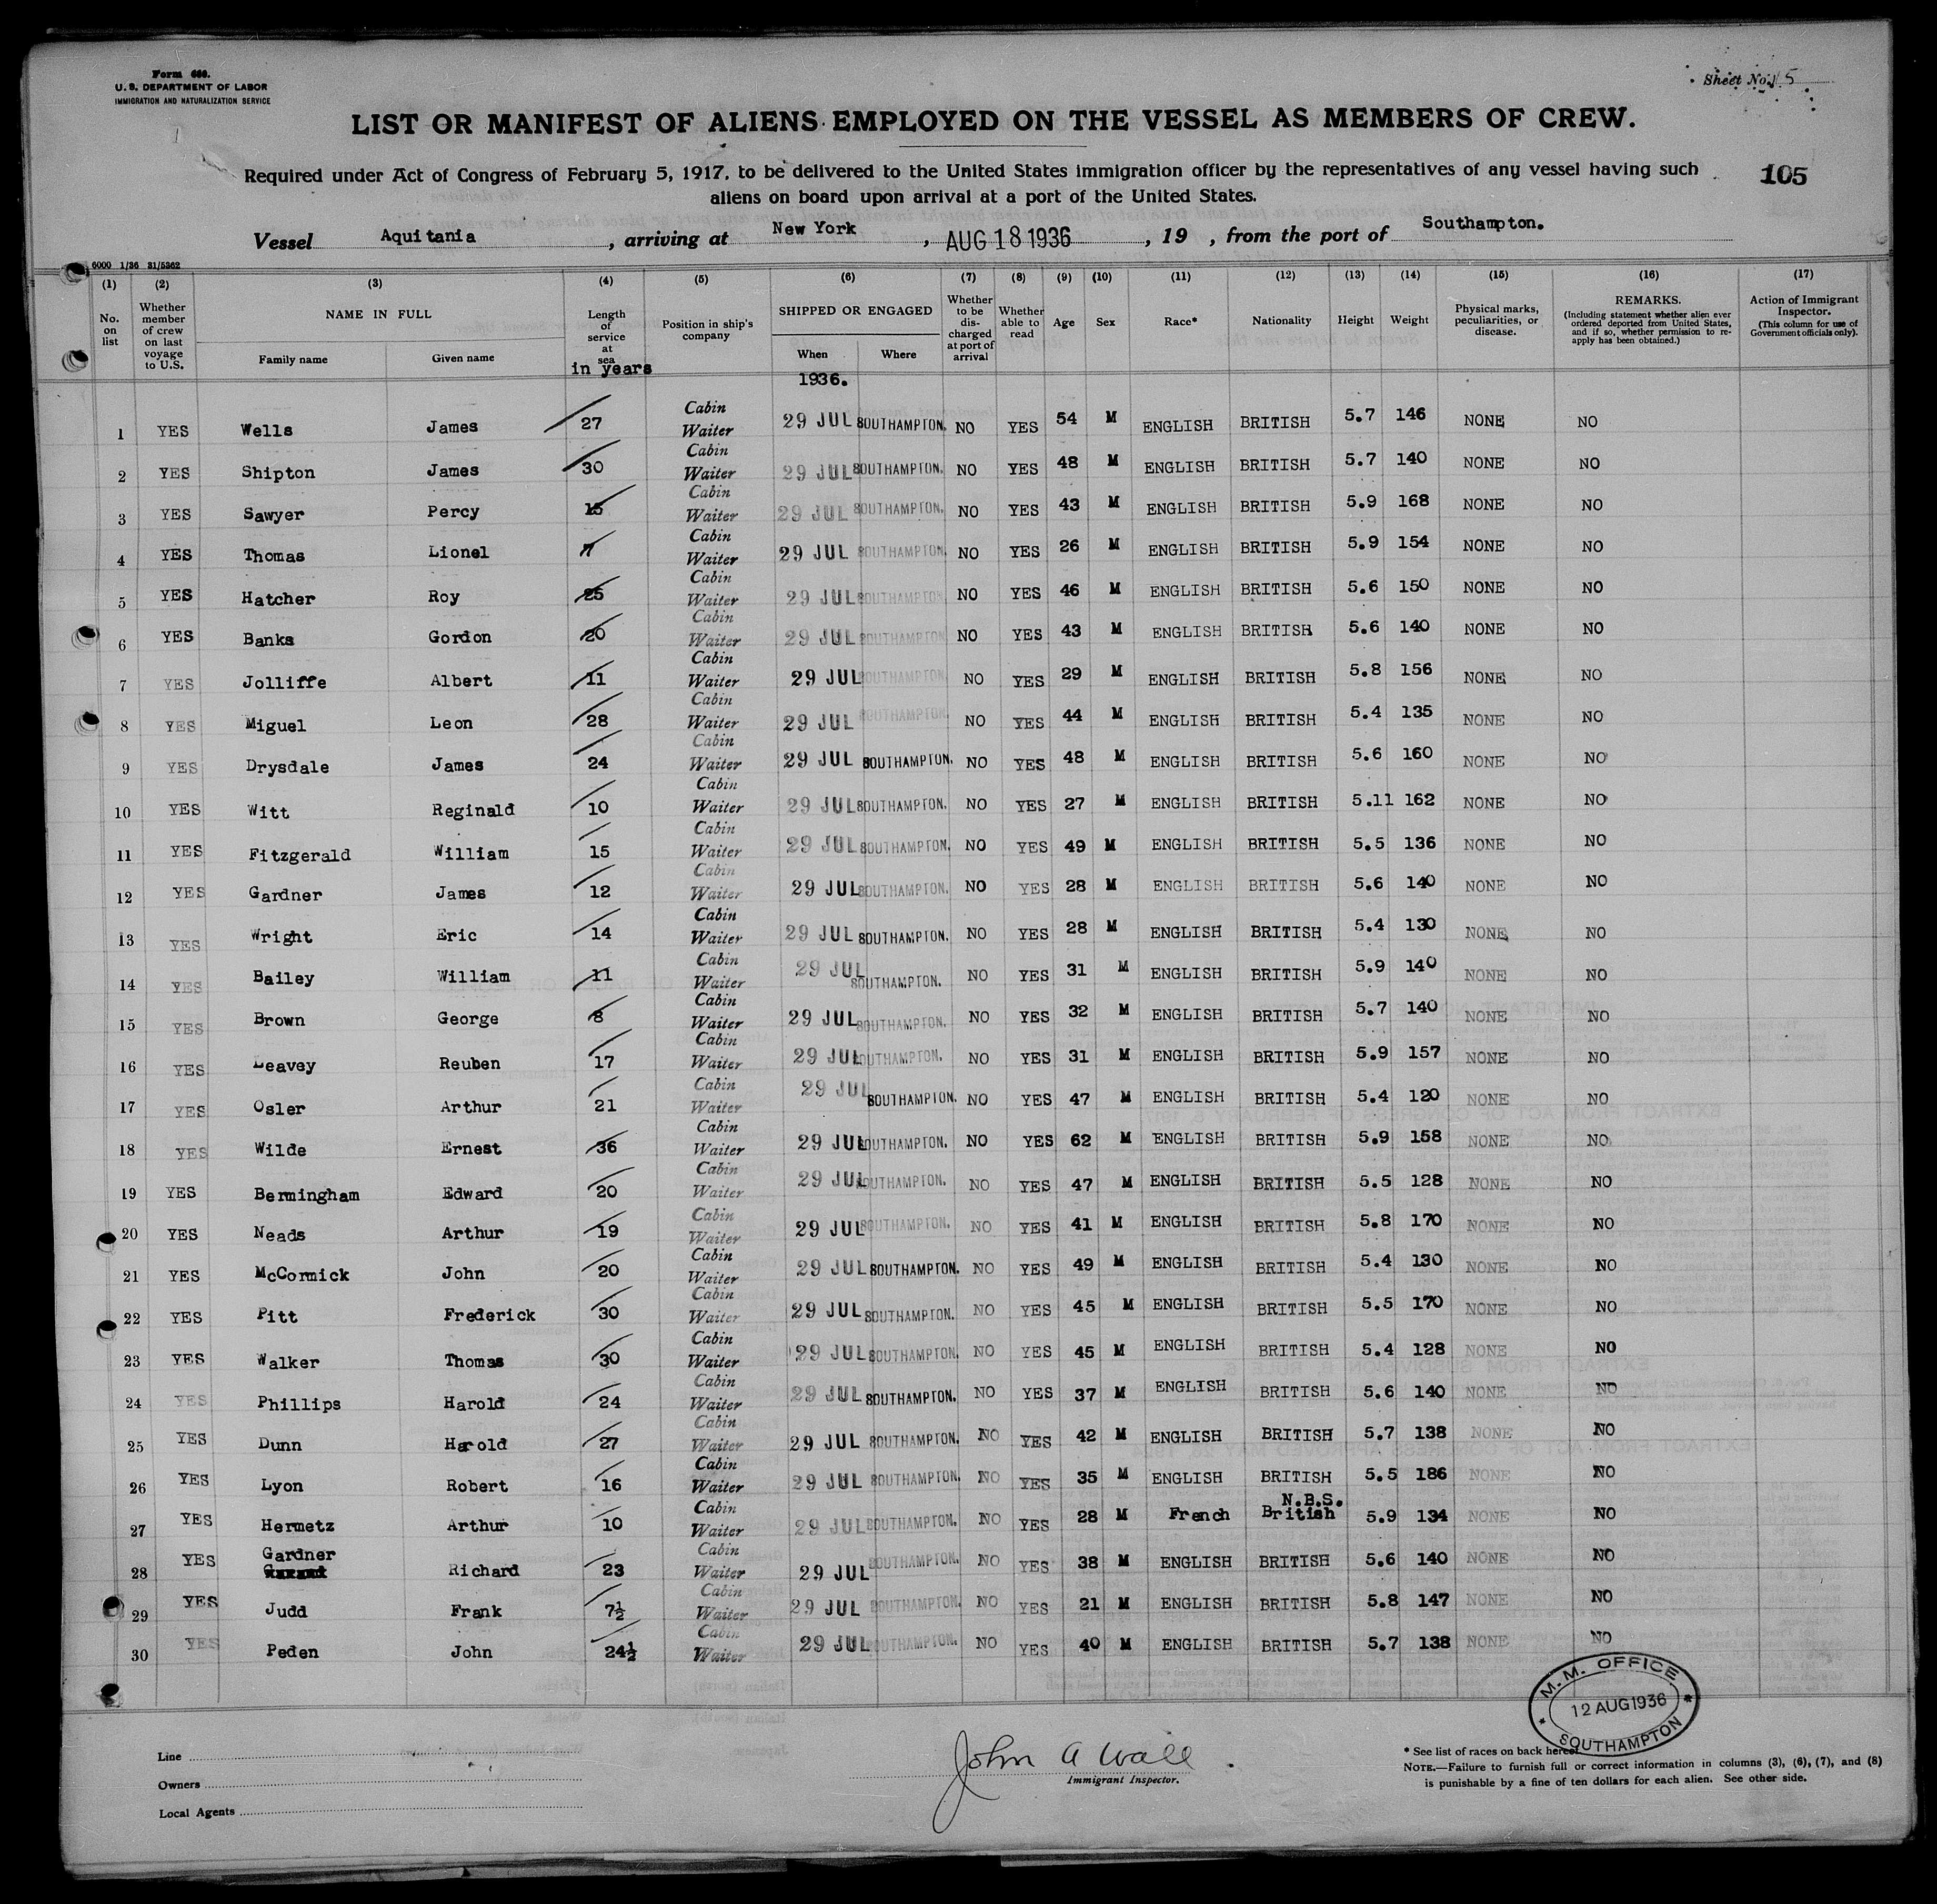 Form 680.
U. S. DEPARTMENT OF LABOR
IMMIGRATION AND NATURALIZATION SERVICE
Sheet No. 5
LIST OR MANIFEST OF ALIENS EMPLOYED ON THE VESSEL AS MEMBERS OF CREW.
Required under Act of Congress of February 5, 1917, to be delivered to the United States immigration officer by the representatives of any vessel having such
aliens on board upon arrival at a port of the United States.
105
Vessel Aquitania, arriving at New York, AUG 18 1936, 19 , from the port of Southampton.
6000 1/36 31/5362
(1) (2) (3) (4) (5) (6) (7) (8) (9) (10) (11) (12) (13) (14) (15) (16) (17)
No. on list
Whether member of crew on last voyage to U.S.
NAME IN FULL
Family name Given name
Length of service at sea in years
Position in ship's company
SHIPPED OR ENGAGED
When Where
1936.
Whether to be discharged at port of arrival
Whether able to read
Age
Sex
Race*
Nationality
Height
Weight
Physical marks, peculiarities, or disease.
REMARKS.
(Including statement whether alien ever ordered deported from United States, and if so, whether permission to re-apply has been obtained.)
Action of Immigrant Inspector.
(This column for use of Government officials only).
1 YES Wells James 27 Cabin Waiter 29 JUL SOUTHAMPTON. NO YES 54 M ENGLISH BRITISH 5.7 146 NONE NO
2 YES Shipton James 30 Cabin Waiter 29 JUL SOUTHAMPTON. NO YES 48 M ENGLISH BRITISH 5.7 140 NONE NO
3 YES Sawyer Percy 15 Cabin Waiter 29 JUL SOUTHAMPTON. NO YES 43 M ENGLISH BRITISH 5.9 168 NONE NO
4 YES Thomas Lionel 7 Cabin Waiter 29 JUL SOUTHAMPTON. NO YES 26 M ENGLISH BRITISH 5.9 154 NONE NO
5 YES Hatcher Roy 25 Cabin Waiter 29 JUL SOUTHAMPTON NO YES 46 M ENGLISH BRITISH 5.6 150 NONE NO
6 YES Banks Gordon 20 Cabin Waiter 29 JUL SOUTHAMPTON NO YES 43 M ENGLISH BRITISH 5.6 140 NONE NO
7 YES Jolliffe Albert 11 Cabin Waiter 29 JUL SOUTHAMPTON NO YES 29 M ENGLISH BRITISH 5.8 156 NONE NO
8 YES Miguel Leon 28 Cabin Waiter 29 JUL SOUTHAMPTON. NO YES 44 M ENGLISH BRITISH 5.4 135 NONE NO
9 YES Drysdale James 24 Cabin Waiter 29 JUL SOUTHAMPTON. NO YES 48 M ENGLISH BRITISH 5.6 160 NONE NO
10 YES Witt Reginald 10 Cabin Waiter 29 JUL SOUTHAMPTON. NO YES 27 M ENGLISH BRITISH 5.11 162 NONE NO
11 YES Fitzgerald William 15 Cabin Waiter 29 JUL SOUTHAMPTON. NO YES 49 M ENGLISH BRITISH 5.5 136 NONE NO
12 YES Gardner James 12 Cabin Waiter 29 JUL SOUTHAMPTON. NO YES 28 M ENGLISH BRITISH 5.6 140 NONE NO
13 YES Wright Eric 14 Cabin Waiter 29 JUL SOUTHAMPTON. NO YES 28 M ENGLISH BRITISH 5.4 130 NONE NO
14 YES Bailey William 11 Cabin Waiter 29 JUL SOUTHAMPTON. NO YES 31 M ENGLISH BRITISH 5.9 140 NONE NO
15 YES Brown George 8 Cabin Waiter 29 JUL SOUTHAMPTON. NO YES 32 M ENGLISH BRITISH 5.7 140 NONE NO
16 YES Leavey Reuben 17 Cabin Waiter 29 JUL SOUTHAMPTON. NO YES 31 M ENGLISH BRITISH 5.9 157 NONE NO
17 YES Osler Arthur 21 Cabin Waiter 29 JUL SOUTHAMPTON. NO YES 47 M ENGLISH BRITISH 5.4 120 NONE NO
18 YES Wilde Ernest 36 Cabin Waiter 29 JUL SOUTHAMPTON. NO YES 62 M ENGLISH BRITISH 5.9 158 NONE NO
19 YES Bermingham Edward 20 Cabin Waiter 29 JUL SOUTHAMPTON. NO YES 47 M ENGLISH BRITISH 5.5 128 NONE NO
20 YES Neads Arthur 19 Cabin Waiter 29 JUL SOUTHAMPTON. NO YES 41 M ENGLISH BRITISH 5.8 170 NONE NO
21 YES McCormick John 20 Cabin Waiter 29 JUL SOUTHAMPTON. NO YES 49 M ENGLISH BRITISH 5.4 130 NONE NO
22 YES Pitt Frederick 30 Cabin Waiter 29 JUL SOUTHAMPTON. NO YES 45 M ENGLISH BRITISH 5.5 170 NONE NO
23 YES Walker Thomas 30 Cabin Waiter 29 JUL SOUTHAMPTON. NO YES 45 M ENGLISH BRITISH 5.4 128 NONE NO
24 YES Phillips Harold 24 Cabin Waiter 29 JUL SOUTHAMPTON. NO YES 37 M ENGLISH BRITISH 5.6 140 NONE NO
25 YES Dunn Harold 27 Cabin Waiter 29 JUL SOUTHAMPTON. NO YES 42 M ENGLISH BRITISH 5.7 138 NONE NO
26 YES Lyon Robert 16 Cabin Waiter 29 JUL SOUTHAMPTON. NO YES 35 M ENGLISH BRITISH 5.5 186 NONE NO
27 YES Hermetz Arthur 10 Cabin Waiter 29 JUL SOUTHAMPTON. NO YES 28 M French N.B.S. British 5.9 134 NONE NO
28 YES Gardner Richard 23 Cabin Waiter 29 JUL SOUTHAMPTON. NO YES 38 M ENGLISH BRITISH 5.6 140 NONE NO
29 YES Judd Frank 7½ Cabin Waiter 29 JUL SOUTHAMPTON. NO YES 21 M ENGLISH BRITISH 5.8 147 NONE NO
30 YES Peden John 24½ Cabin Waiter 29 JUL SOUTHAMPTON. NO YES 40 M ENGLISH BRITISH 5.7 138 NONE NO
M. M. OFFICE
12 AUG 1936
SOUTHAMPTON
Line
Owners
Local Agents
John A Wall
Immigrant Inspector.
* See list of races on back hereof.
NOTE.—Failure to furnish full or correct information in columns (3), (6), (7), and (8)
is punishable by a fine of ten dollars for each alien. See other side.